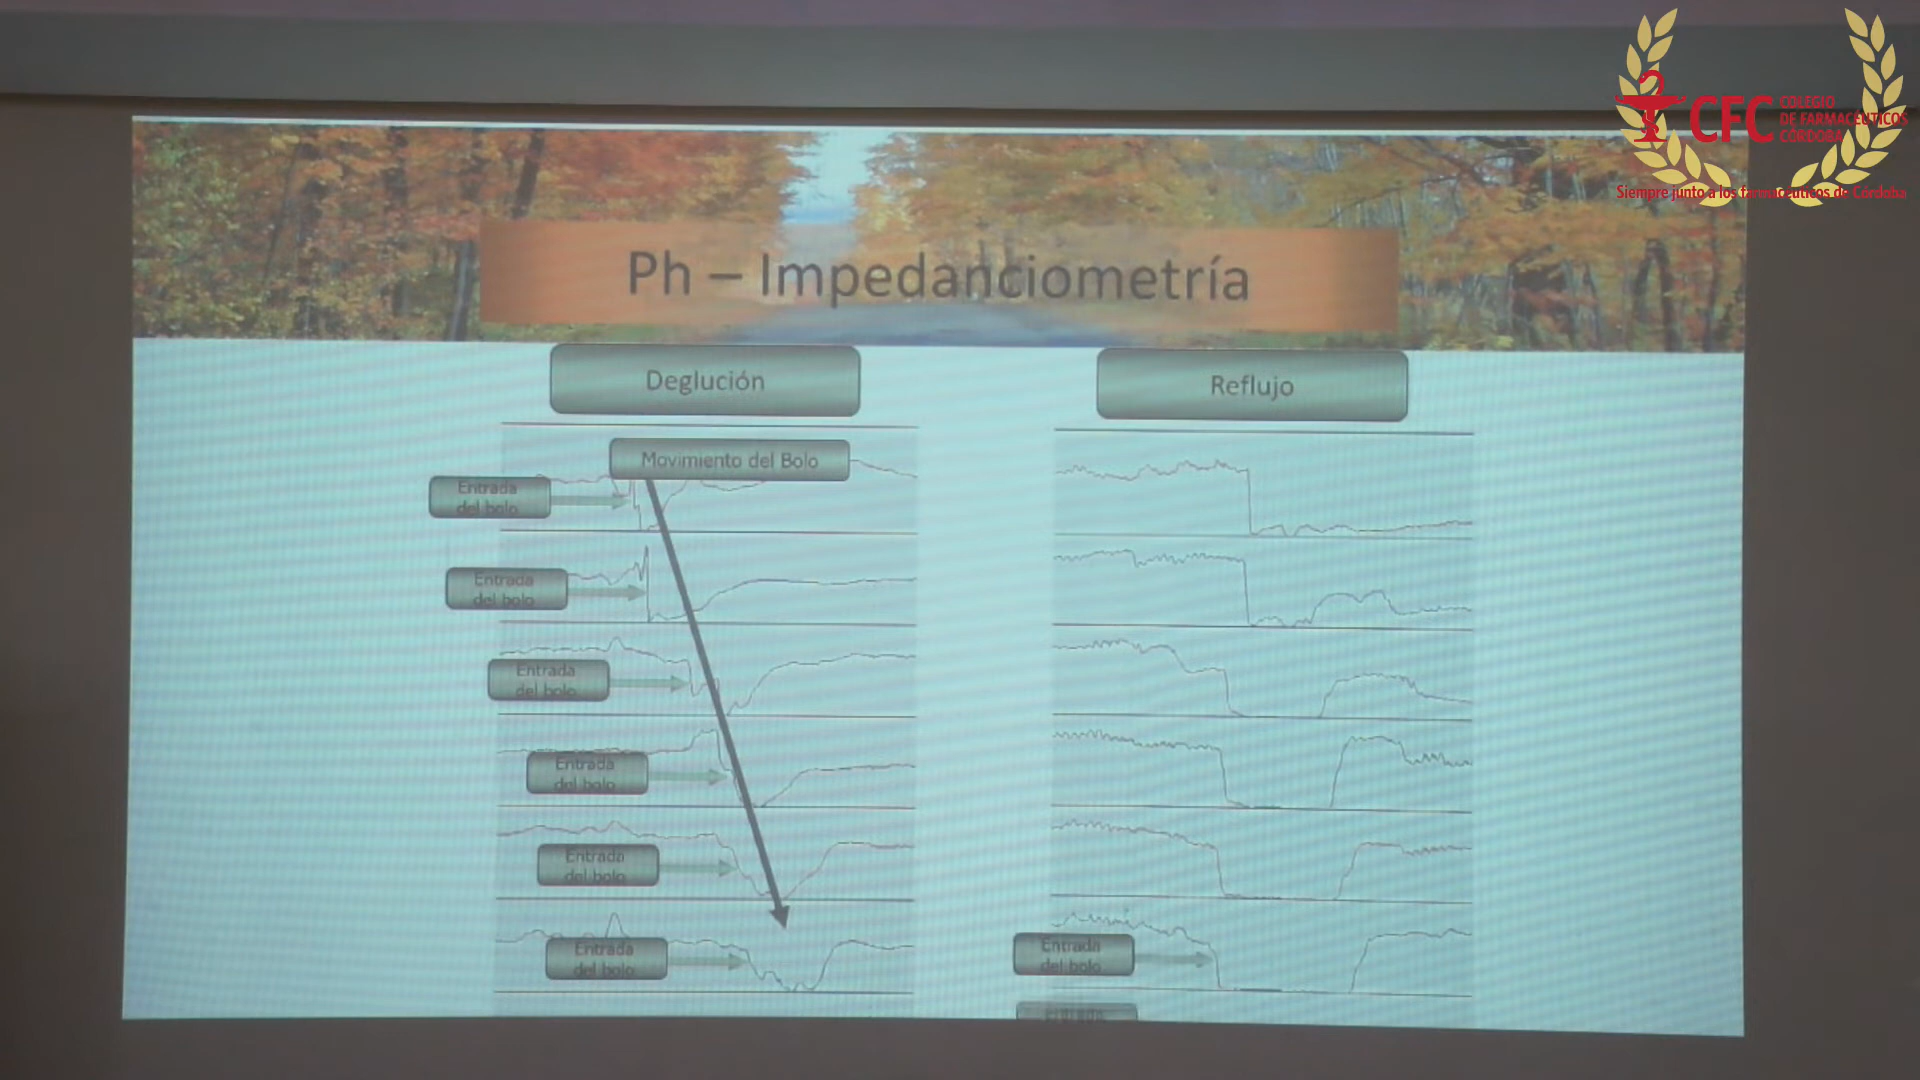 CFC
COLEGIO
DE FARMACÉUTICOS
CÓRDOBA
Siempre junto a los farmacéuticos de Córdoba
Ph – Impedanciometría
Deglución
Reflujo
Movimiento del Bolo
Entrada
del bolo
Entrada
del bolo
Entrada
del bolo
Entrada
del bolo
Entrada
del bolo
Entrada
del bolo
Entrada
del bolo